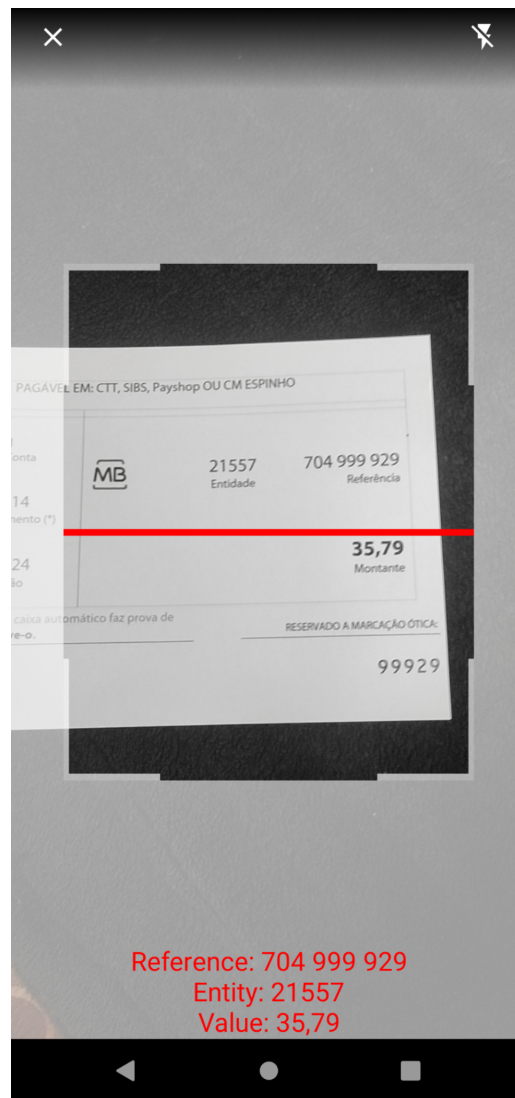 PAGÁVEL EM: CTT, SIBS, Payshop OU CM ESPINHO
onta
MB
21557
Entidade
704 999 929
Referência
14
mento (*)
35,79
Montante
24
ão
caixa automático faz prova de
ve-o.
RESERVADO A MARCAÇÃO ÓTICA:
99929
Reference: 704 999 929
Entity: 21557
Value: 35,79